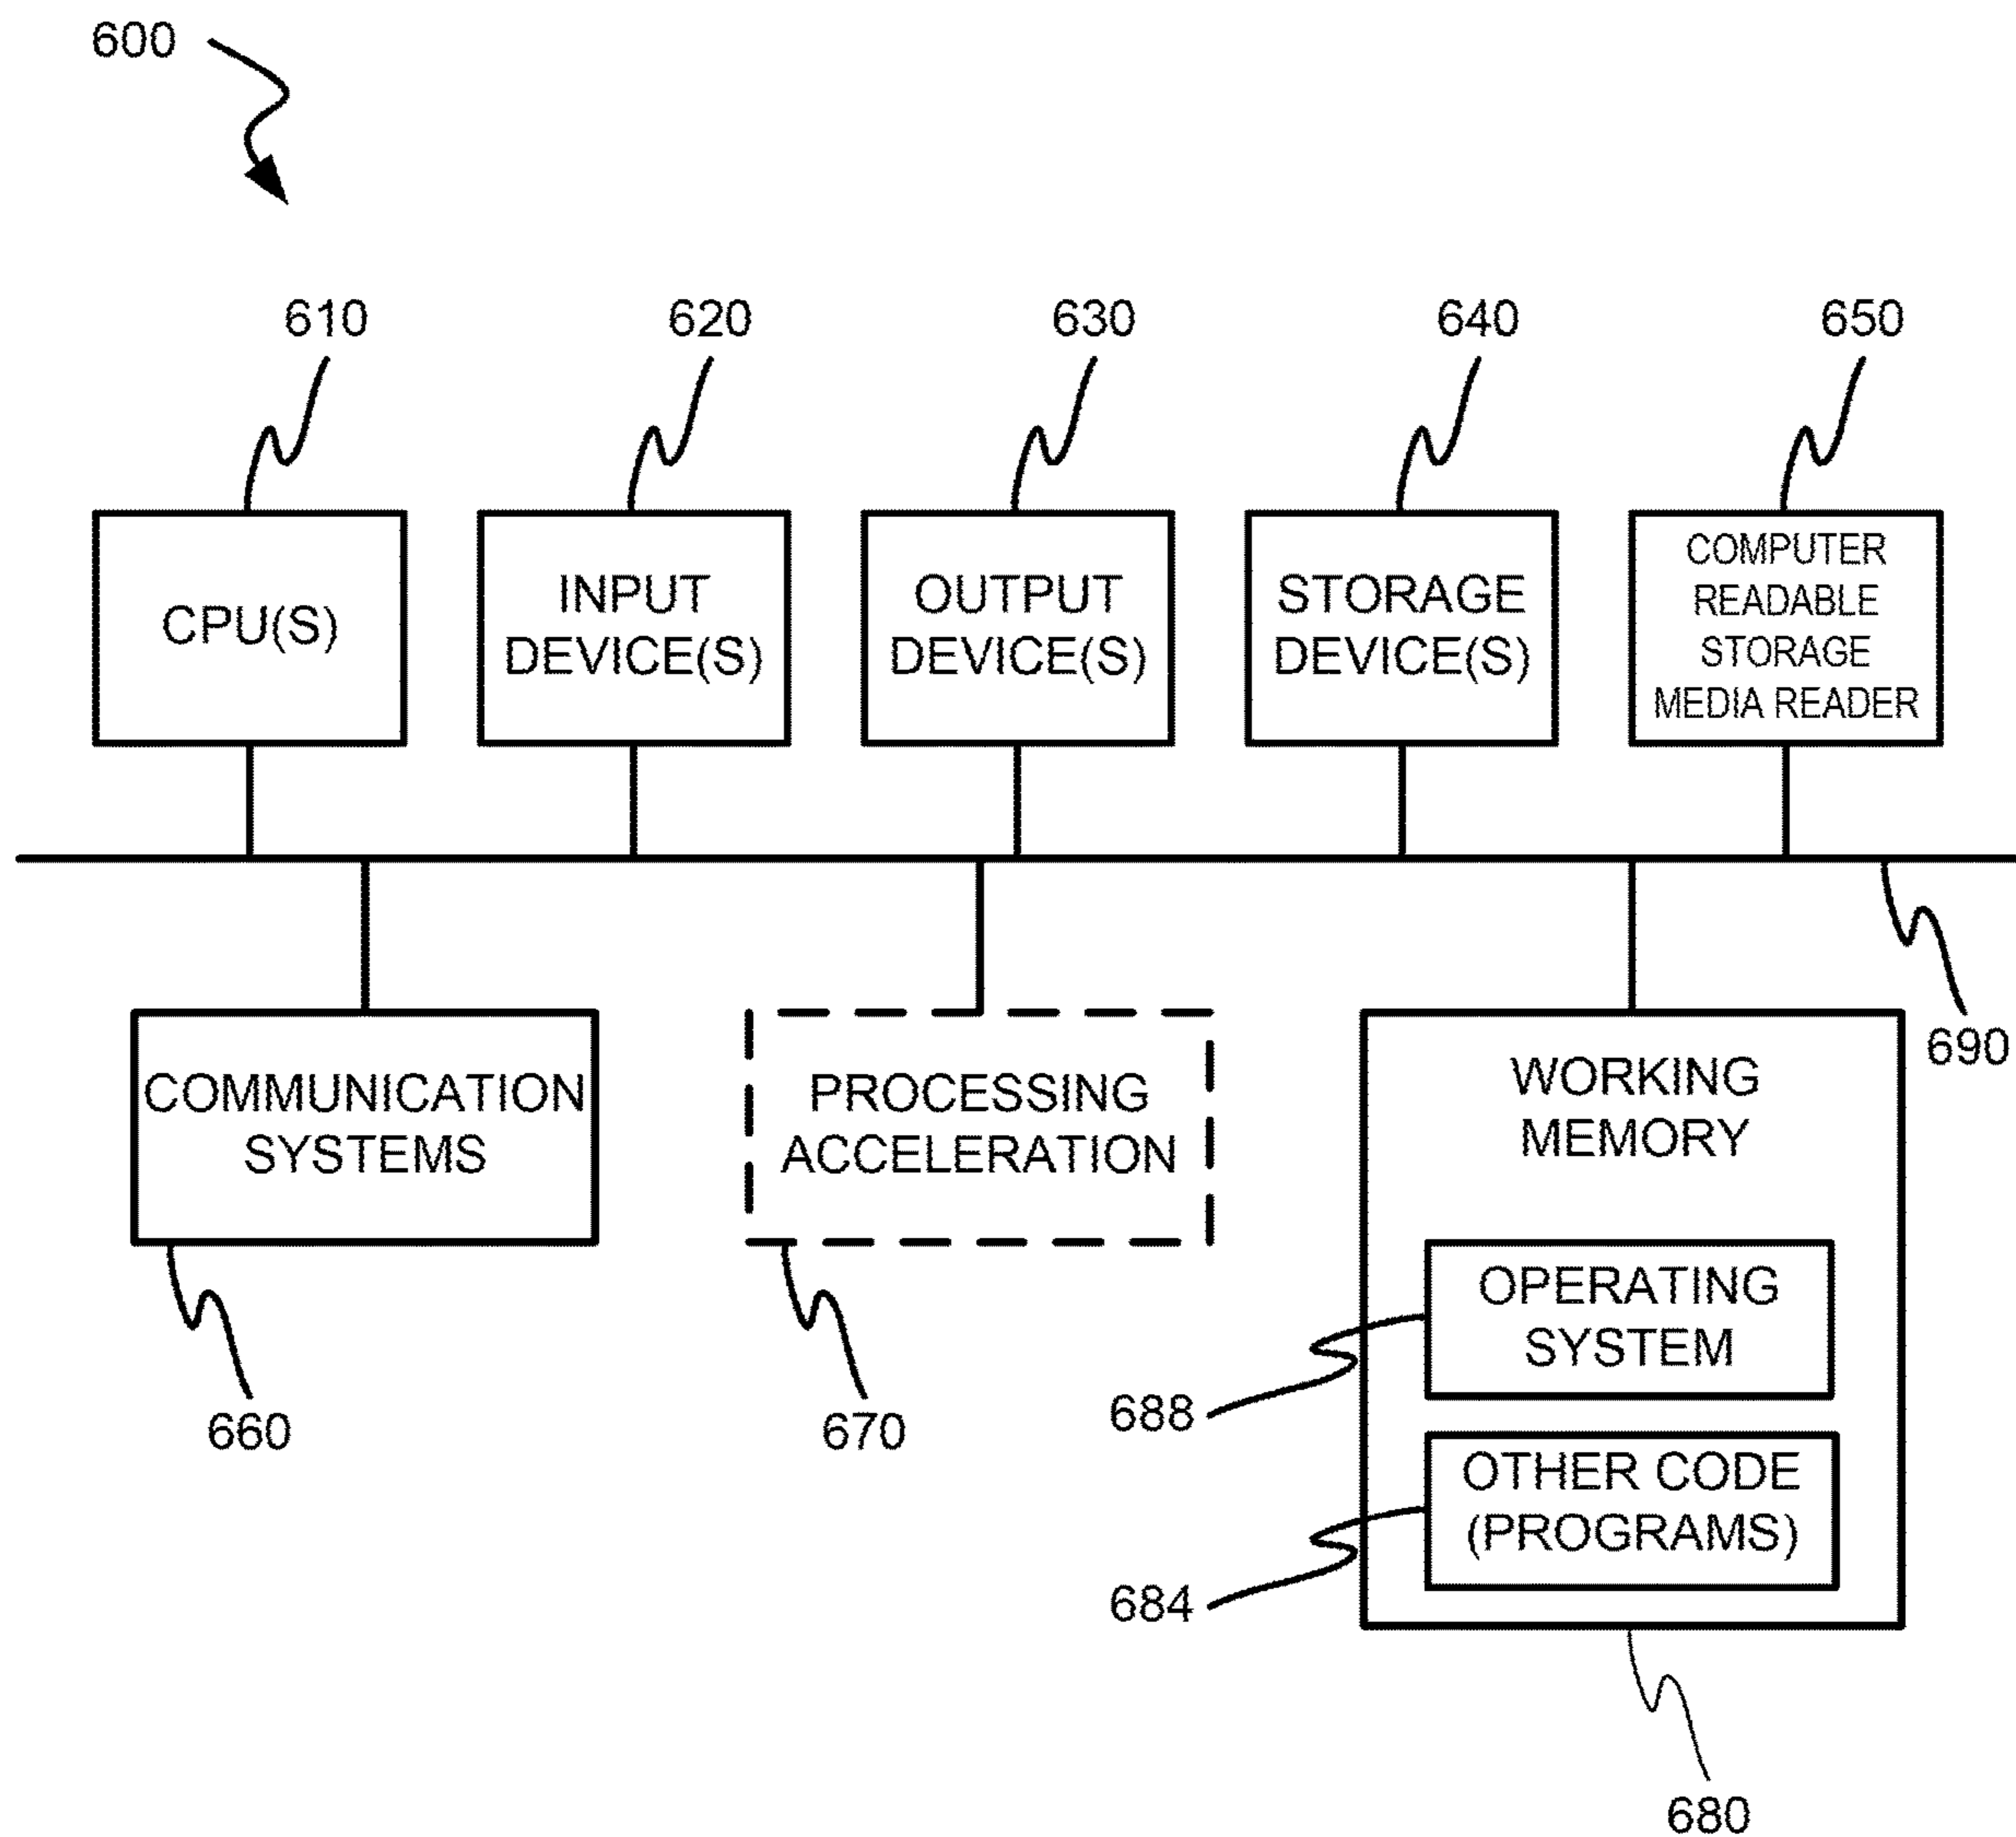 600
610
620
630
640
650
CPU(S)
INPUT
DEVICE(S)
OUTPUT
DEVICE(S)
STORAGE
DEVICE(S)
COMPUTER
READABLE
STORAGE
MEDIA READER
690
COMMUNICATION
SYSTEMS
PROCESSING
ACCELERATION
WORKING
MEMORY
OPERATING
SYSTEM
688
660
670
OTHER CODE
(PROGRAMS)
684
680